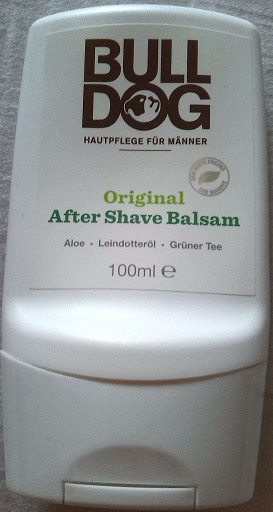 BULL
DOG
HAUTPFLEGE FÜR MÄNNER
Original
After Shave Balsam
Aloe • Leindotteröl • Grüner Tee
100ml ℮